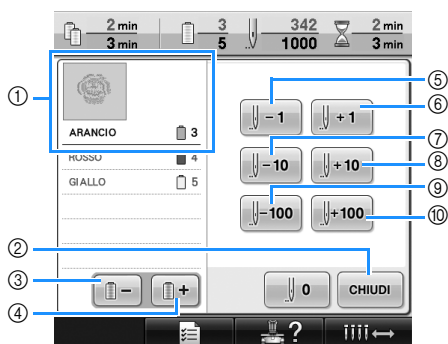 2 min 3 342 2 min
3 min 5 1000 3 min
①
ARANCIO 3
ROSSO 4
GIALLO 5
⑤ - 1
⑥ + 1
⑦ - 10
⑧ + 10
⑨ -100
⑩ +100
②
③ -
④ +
0
CHIUDI
?